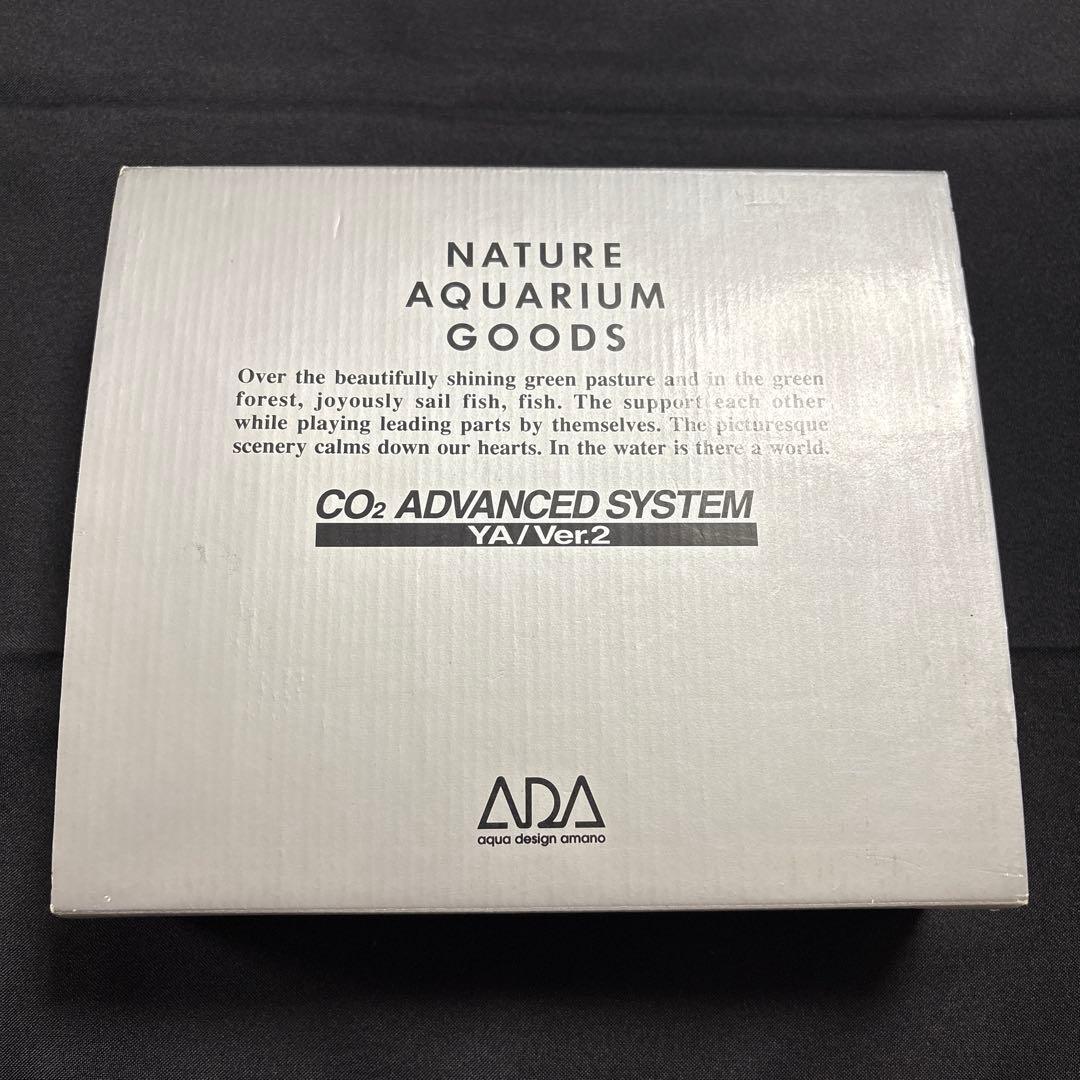 NATURE
AQUARIUM
GOODS
Over the beautifully shining green pasture and in the green
forest, joyously sail fish, fish. The support each other
while playing leading parts by themselves. The picturesque
scenery calms down our hearts. In the water is there a world.
CO₂ ADVANCED SYSTEM
YA/Ver.2
ADA
aqua design amano